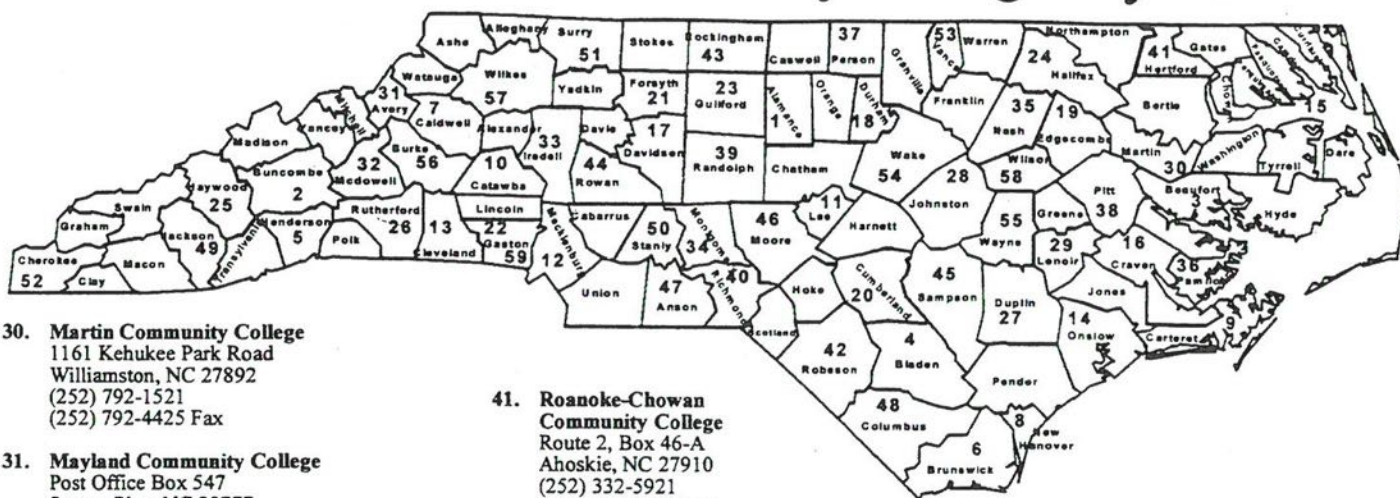 Ashe
Alleghany
Surry
51
Stokes
Rockingham
43
Caswell
37
Person
Granville
53
Vance
Warren
Northampton
24
Halifax
41
Hertford
Gates
Watauga
Wilkes
57
Yadkin
Forsyth
21
23
Guilford
Alamance
1
Orange
Durham
18
Franklin
35
Nash
19
Edgecombe
Bertie
15
31
Avery
Mitchell
Yancey
Madison
7
Caldwell
Alexander
33
Iredell
Davie
17
Davidson
39
Randolph
Chatham
Wake
54
28
Johnston
Wilson
58
Martin
30
Washington
Tyrrell
Dare
Buncombe
2
32
Mcdowell
Burke
56
10
Catawba
44
Rowan
Haywood
25
Swain
Graham
Jackson
49
Transylvania
Henderson
5
Polk
Rutherford
26
13
Cleveland
Lincoln
22
Gaston
59
Mecklenburg
12
Cabarrus
50
Stanly
34
46
Moore
11
Lee
Harnett
55
Wayne
Greene
29
Lenoir
Pitt
38
Beaufort
3
Hyde
16
Craven
36
Cherokee
52
Clay
Macon
Union
47
Anson
40
Richmond
Scotland
Hoke
Cumberland
20
45
Sampson
Duplin
27
Jones
14
Onslow
Carteret
9
42
Robeson
4
Bladen
Pender
48
Columbus
6
Brunswick
8
New
Hanover
30. Martin Community College
1161 Kehukee Park Road
Williamston, NC 27892
(252) 792-1521
(252) 792-4425 Fax
31. Mayland Community College
Post Office Box 547
41. Roanoke-Chowan
Community College
Route 2, Box 46-A
Ahoskie, NC 27910
(252) 332-5921